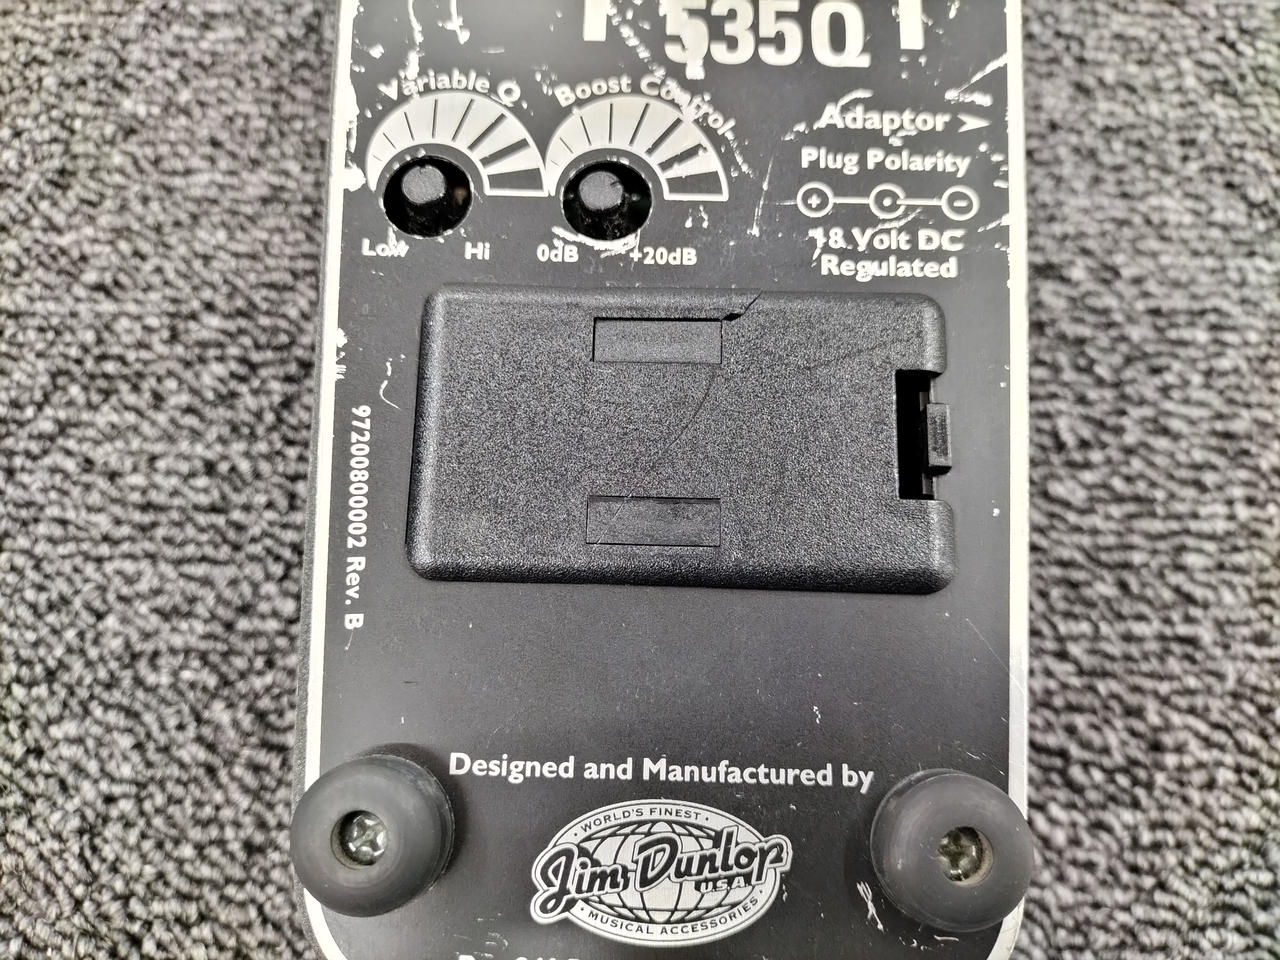 535Q
Variable Q
Boost Control
Low
Hi
0dB
+20dB
Adaptor >
Plug Polarity
+
-
18 Volt DC
Regulated
9720080002 Rev. B
Designed and Manufactured by
· WORLD'S FINEST ·
Jim Dunlop
U.S.A.
· MUSICAL ACCESSORIES ·